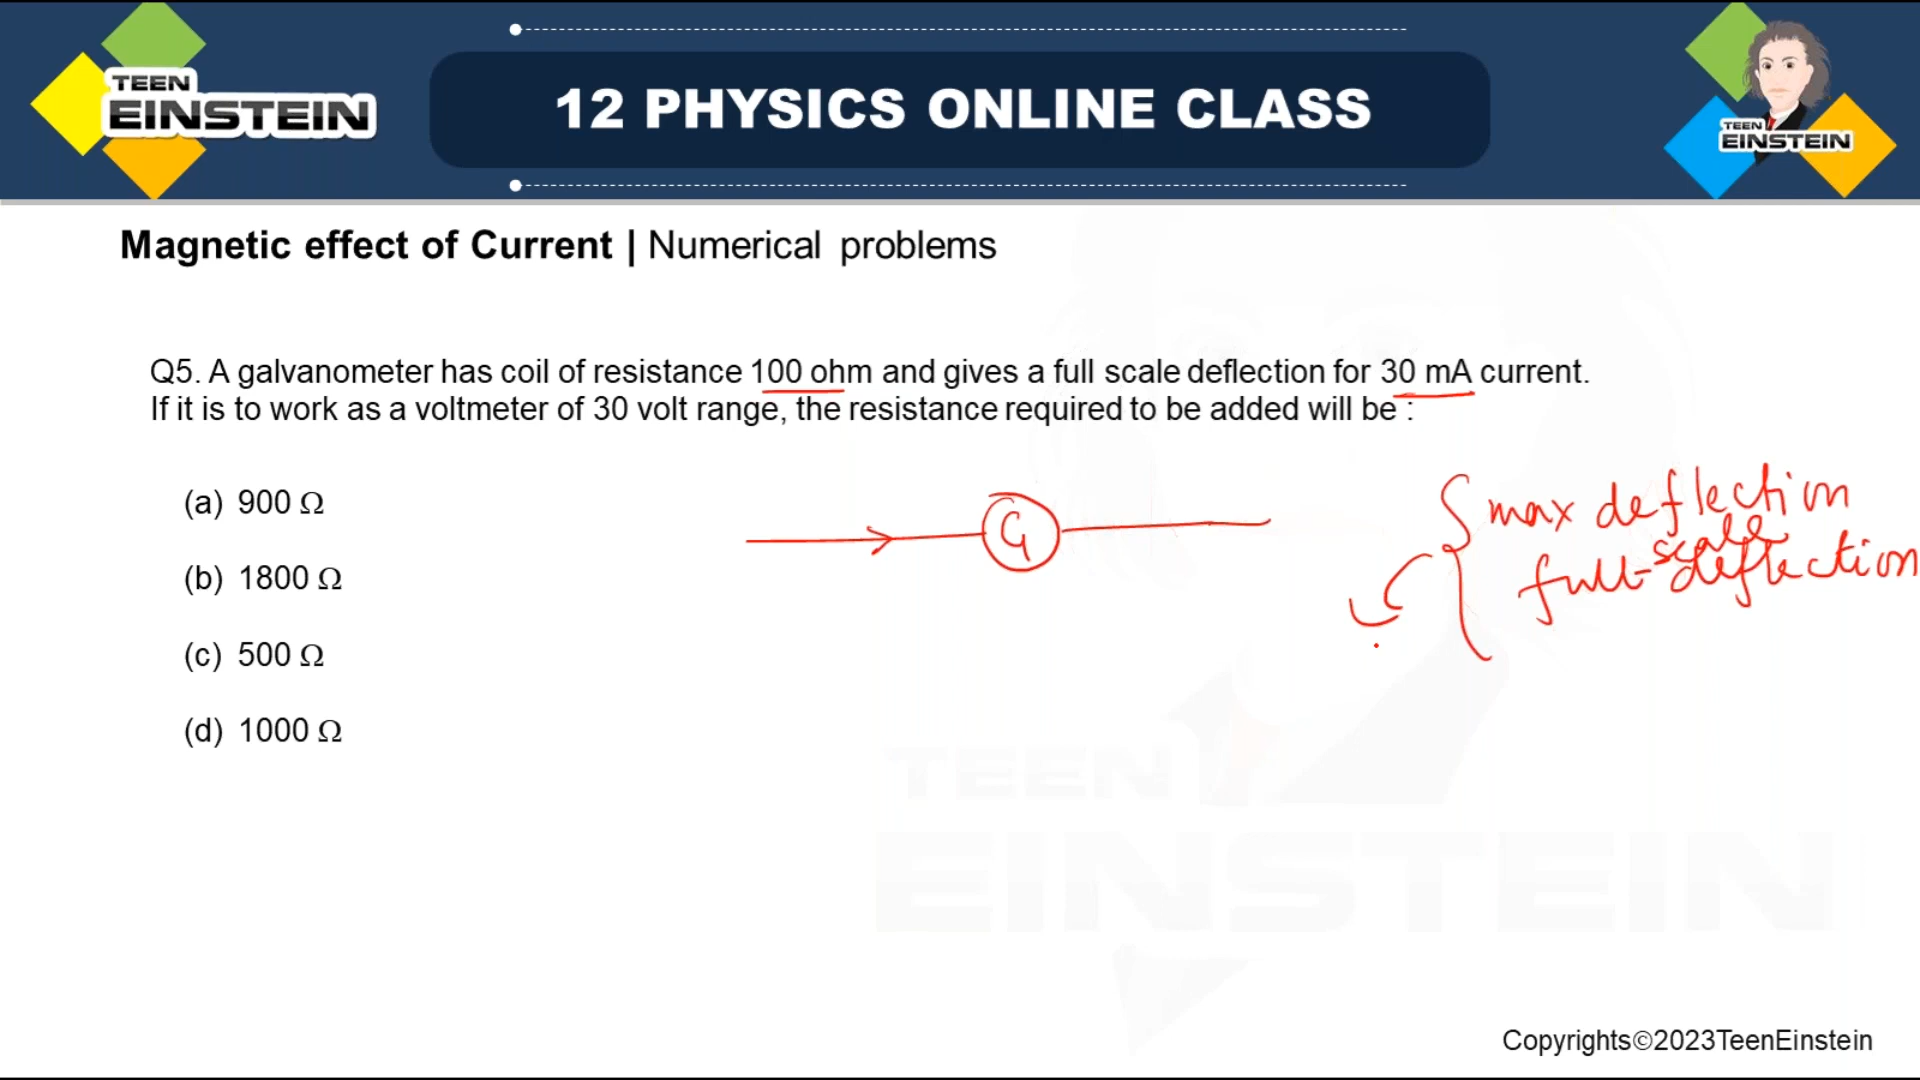 TEEN
EINSTEIN
12 PHYSICS ONLINE CLASS
TEEN
EINSTEIN
Magnetic effect of Current | Numerical problems
Q5. A galvanometer has coil of resistance 100 ohm and gives a full scale deflection for 30 mA current.
If it is to work as a voltmeter of 30 volt range, the resistance required to be added will be :
(a) 900 Ω
(b) 1800 Ω
(c) 500 Ω
(d) 1000 Ω
G
max deflection
full-scale deflection
TEEN
EINSTEIN
Copyrights©2023TeenEinstein